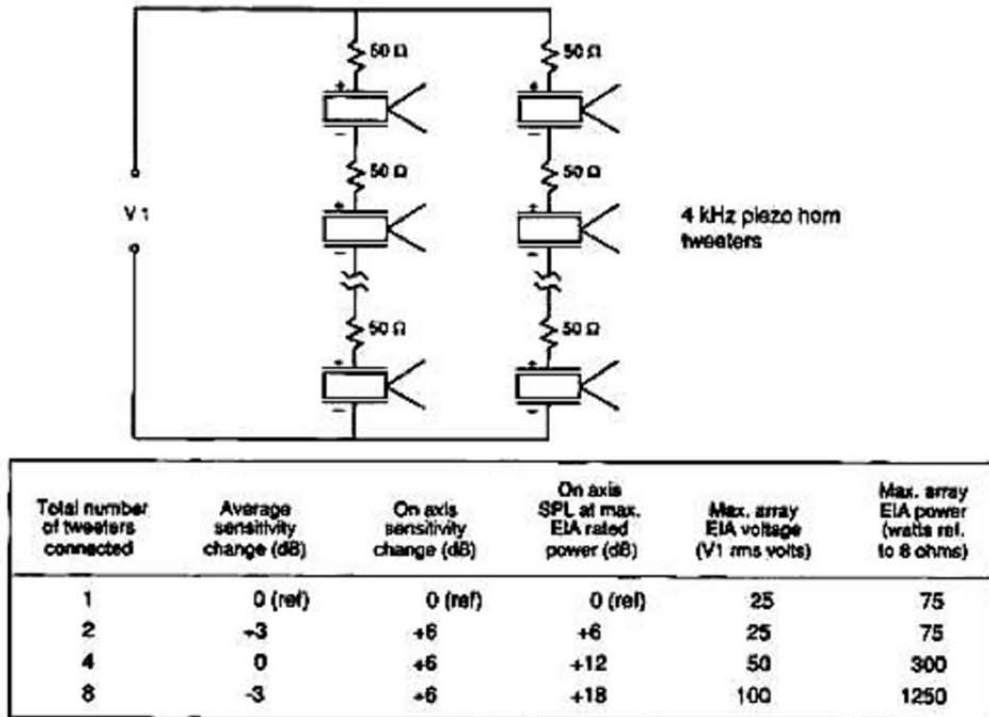 50 Ω
50 Ω
+
+
–
–
50 Ω
50 Ω
V 1
+
+
4 kHz piezo horn
tweeters
–
–
50 Ω
50 Ω
+
+
–
–
Total number
of tweeters
connected
Average
sensitivity
change (dB)
On axis
sensitivity
change (dB)
On axis
SPL at max.
EIA rated
power (dB)
Max. array
EIA voltage
(V1 rms volts)
Max. array
EIA power
(watts ref.
to 8 ohms)
1 0 (ref) 0 (ref) 0 (ref) 25 75
2 +3 +6 +6 25 75
4 0 +6 +12 50 300
8 -3 +6 +18 100 1250